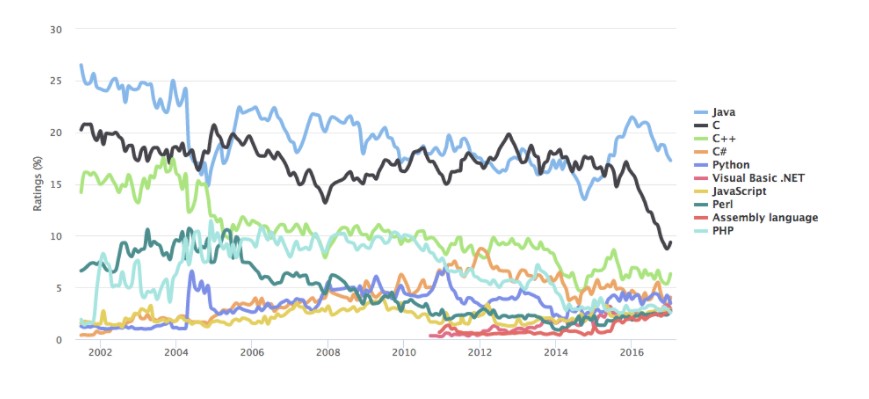 30
25
20
15
10
5
0
Ratings (%)
2002 2004 2006 2008 2010 2012 2014 2016
Java
C
C++
C#
Python
Visual Basic .NET
JavaScript
Perl
Assembly language
PHP